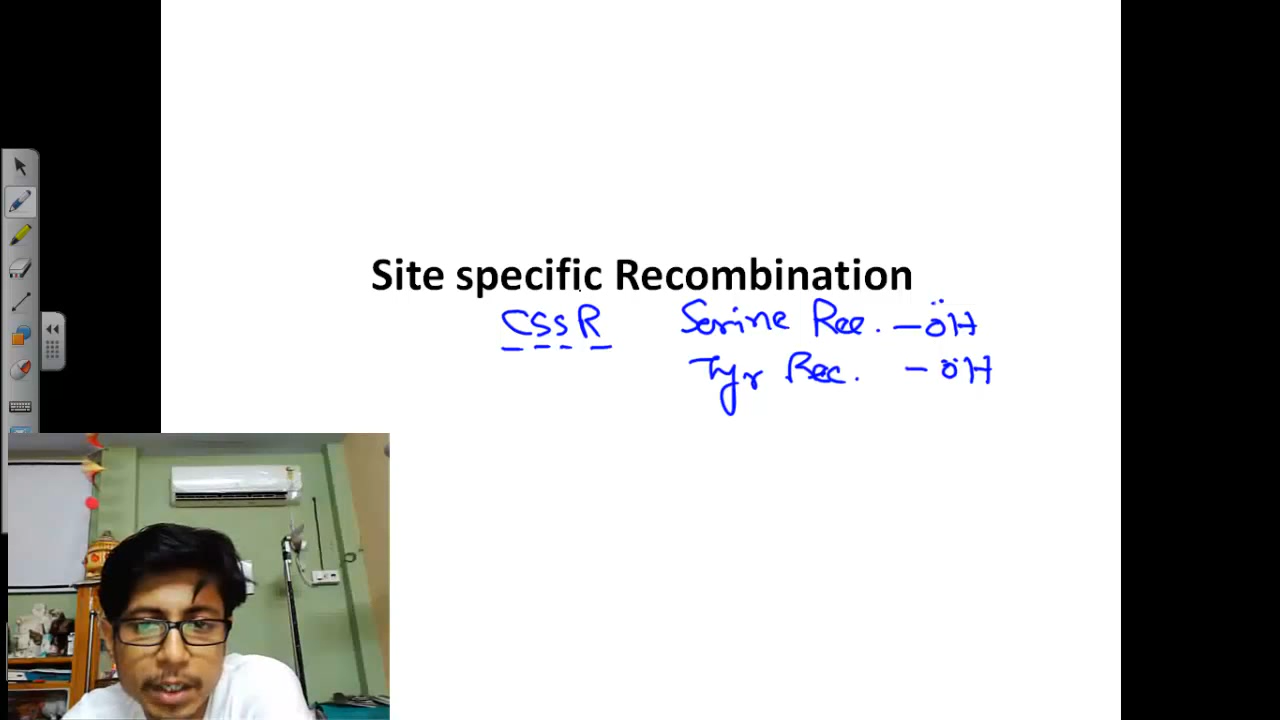 Site specific Recombination
CSSR Serine Rec. -ÖH
Tyr Rec. -ÖH